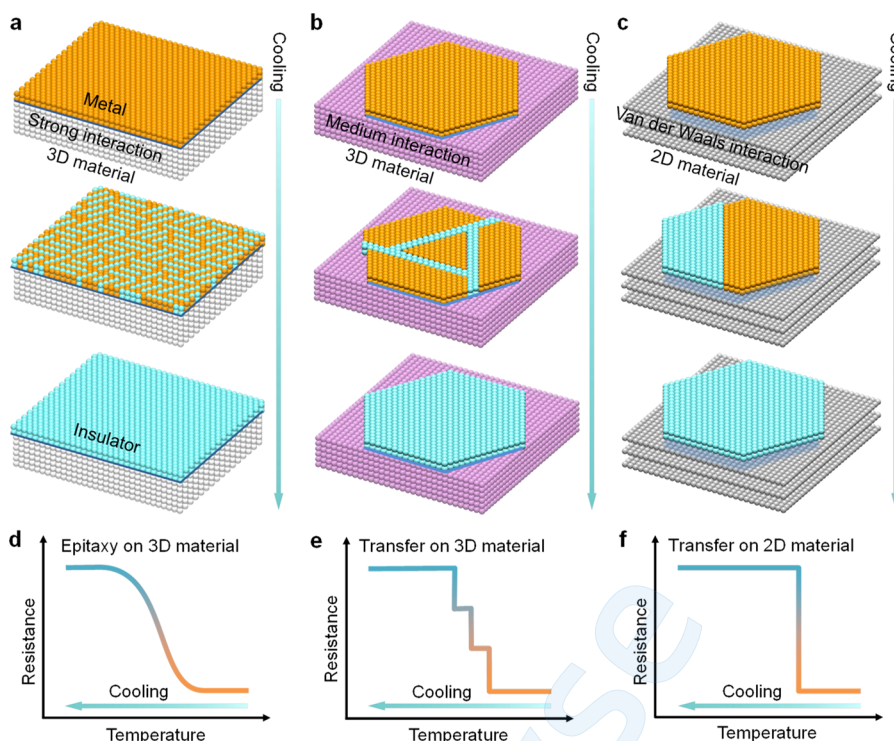 a
Metal
Strong interaction
3D material
Cooling
Insulator
b
Medium interaction
3D material
Cooling
c
Van der Waals interaction
2D material
Cooling
d
Epitaxy on 3D material
Resistance
Cooling
Temperature
e
Transfer on 3D material
Resistance
Cooling
Temperature
f
Transfer on 2D material
Resistance
Cooling
Temperature